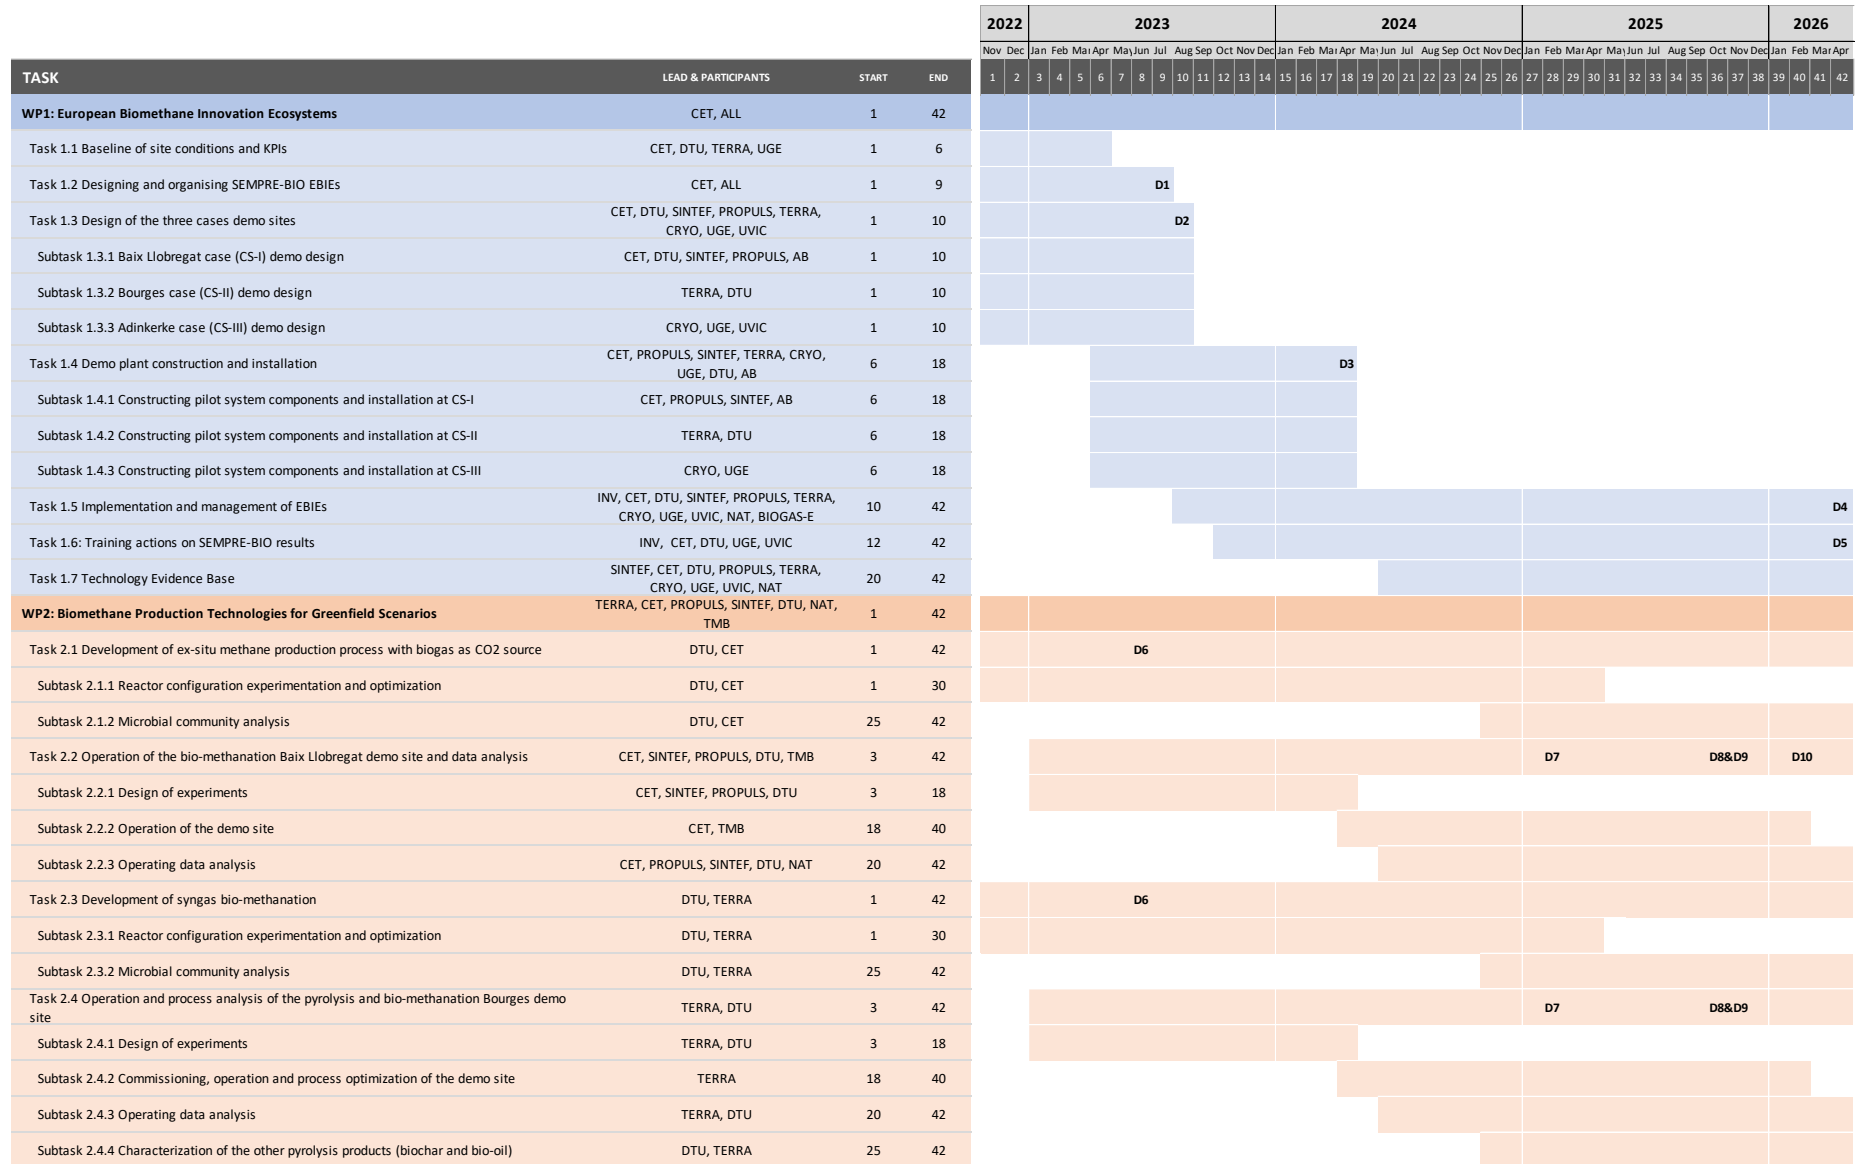 2022 2023 2024 2025 2026
Nov Dec Jan Feb Mar Apr May Jun Jul Aug Sep Oct Nov Dec Jan Feb Mar Apr May Jun Jul Aug Sep Oct Nov Dec Jan Feb Mar Apr May Jun Jul Aug Sep Oct Nov Dec Jan Feb Mar Apr
TASK LEAD & PARTICIPANTS START END 1 2 3 4 5 6 7 8 9 10 11 12 13 14 15 16 17 18 19 20 21 22 23 24 25 26 27 28 29 30 31 32 33 34 35 36 37 38 39 40 41 42
WP1: European Biomethane Innovation Ecosystems CET, ALL 1 42
Task 1.1 Baseline of site conditions and KPIs CET, DTU, TERRA, UGE 1 6
Task 1.2 Designing and organising SEMPRE-BIO EBIEs CET, ALL 1 9 D1
Task 1.3 Design of the three cases demo sites CET, DTU, SINTEF, PROPULS, TERRA,
CRYO, UGE, UVIC 1 10 D2
Subtask 1.3.1 Baix Llobregat case (CS-I) demo design CET, DTU, SINTEF, PROPULS, AB 1 10
Subtask 1.3.2 Bourges case (CS-II) demo design TERRA, DTU 1 10
Subtask 1.3.3 Adinkerke case (CS-III) demo design CRYO, UGE, UVIC 1 10
Task 1.4 Demo plant construction and installation CET, PROPULS, SINTEF, TERRA, CRYO,
UGE, DTU, AB 6 18 D3
Subtask 1.4.1 Constructing pilot system components and installation at CS-I CET, PROPULS, SINTEF, AB 6 18
Subtask 1.4.2 Constructing pilot system components and installation at CS-II TERRA, DTU 6 18
Subtask 1.4.3 Constructing pilot system components and installation at CS-III CRYO, UGE 6 18
Task 1.5 Implementation and management of EBIEs INV, CET, DTU, SINTEF, PROPULS, TERRA,
CRYO, UGE, UVIC, NAT, BIOGAS-E 10 42 D4
Task 1.6: Training actions on SEMPRE-BIO results INV, CET, DTU, UGE, UVIC 12 42 D5
Task 1.7 Technology Evidence Base SINTEF, CET, DTU, PROPULS, TERRA,
CRYO, UGE, UVIC, NAT 20 42
WP2: Biomethane Production Technologies for Greenfield Scenarios TERRA, CET, PROPULS, SINTEF, DTU, NAT,
TMB 1 42
Task 2.1 Development of ex-situ methane production process with biogas as CO2 source DTU, CET 1 42 D6
Subtask 2.1.1 Reactor configuration experimentation and optimization DTU, CET 1 30
Subtask 2.1.2 Microbial community analysis DTU, CET 25 42
Task 2.2 Operation of the bio-methanation Baix Llobregat demo site and data analysis CET, SINTEF, PROPULS, DTU, TMB 3 42 D7 D8&D9 D10
Subtask 2.2.1 Design of experiments CET, SINTEF, PROPULS, DTU 3 18
Subtask 2.2.2 Operation of the demo site CET, TMB 18 40
Subtask 2.2.3 Operating data analysis CET, PROPULS, SINTEF, DTU, NAT 20 42
Task 2.3 Development of syngas bio-methanation DTU, TERRA 1 42 D6
Subtask 2.3.1 Reactor configuration experimentation and optimization DTU, TERRA 1 30
Subtask 2.3.2 Microbial community analysis DTU, TERRA 25 42
Task 2.4 Operation and process analysis of the pyrolysis and bio-methanation Bourges demo
site TERRA, DTU 3 42 D7 D8&D9
Subtask 2.4.1 Design of experiments TERRA, DTU 3 18
Subtask 2.4.2 Commissioning, operation and process optimization of the demo site TERRA 18 40
Subtask 2.4.3 Operating data analysis TERRA, DTU 20 42
Subtask 2.4.4 Characterization of the other pyrolysis products (biochar and bio-oil) DTU, TERRA 25 42